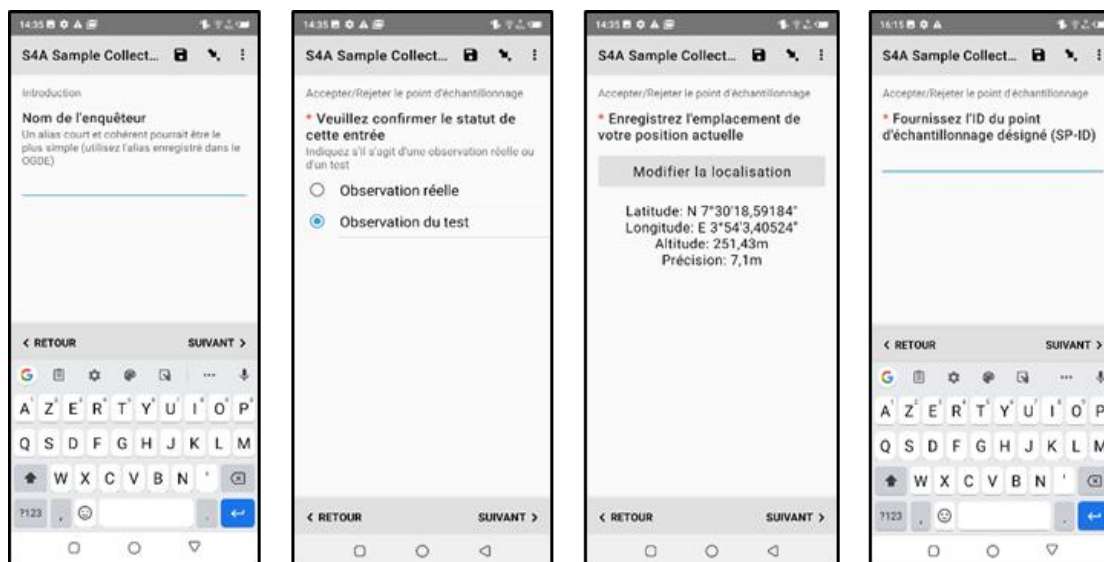 14:35
S4A Sample Collect...
Introduction
Nom de l'enquêteur
Un alias court et cohérent pourrait être le
plus simple (utilisez l'alias enregistré dans le
OGDE)
< RETOUR
SUIVANT >
A Z E R T Y U I O P
Q S D F G H J K L M
W X C V B N '
?123 , .
14:35
S4A Sample Collect...
Accepter/Rejeter le point d'échantillonnage
* Veuillez confirmer le statut de
cette entrée
Indiquez s'il s'agit d'une observation réelle ou
d'un test
Observation réelle
Observation du test
< RETOUR
SUIVANT >
14:35
S4A Sample Collect...
Accepter/Rejeter le point d'échantillonnage
* Enregistrez l'emplacement de
votre position actuelle
Modifier la localisation
Latitude: N 7°30'18,59184"
Longitude: E 3°54'3,40524"
Altitude: 251,43m
Précision: 7,1m
< RETOUR
SUIVANT >
16:15
S4A Sample Collect...
Accepter/Rejeter le point d'échantillonnage
* Fournissez l'ID du point
d'échantillonnage désigné (SP-ID)
< RETOUR
SUIVANT >
A Z E R T Y U I O P
Q S D F G H J K L M
W X C V B N '
?123 , .